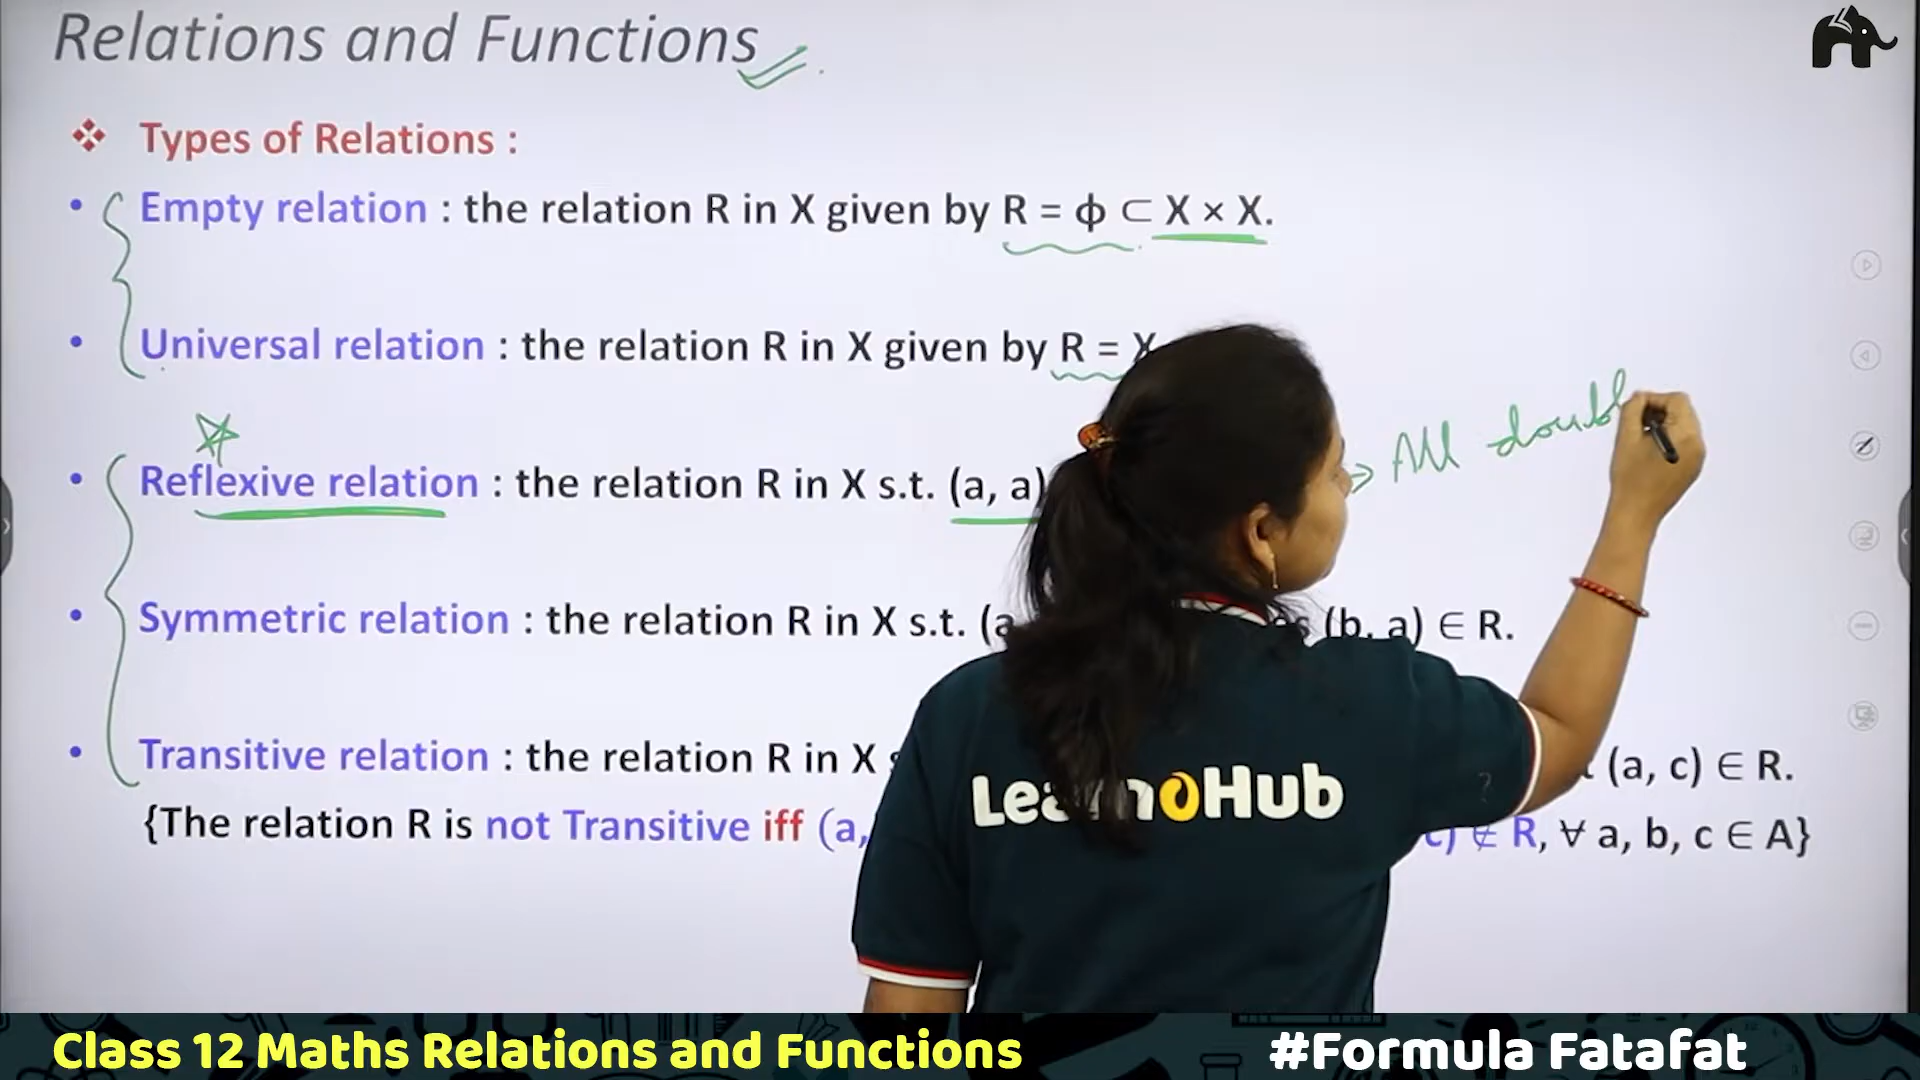 Relations and Functions
❖ Types of Relations :
• Empty relation : the relation R in X given by R = ϕ ⊂ X × X.
• Universal relation : the relation R in X given by R = X
All doubl
• Reflexive relation : the relation R in X s.t. (a, a)
• Symmetric relation : the relation R in X s.t. (a (b, a) ∈ R.
• Transitive relation : the relation R in X (a, c) ∈ R.
{The relation R is not Transitive iff (a, c) ∉ R, ∀ a, b, c ∈ A}
LearnoHub
Class 12 Maths Relations and Functions
#Formula Fatafat